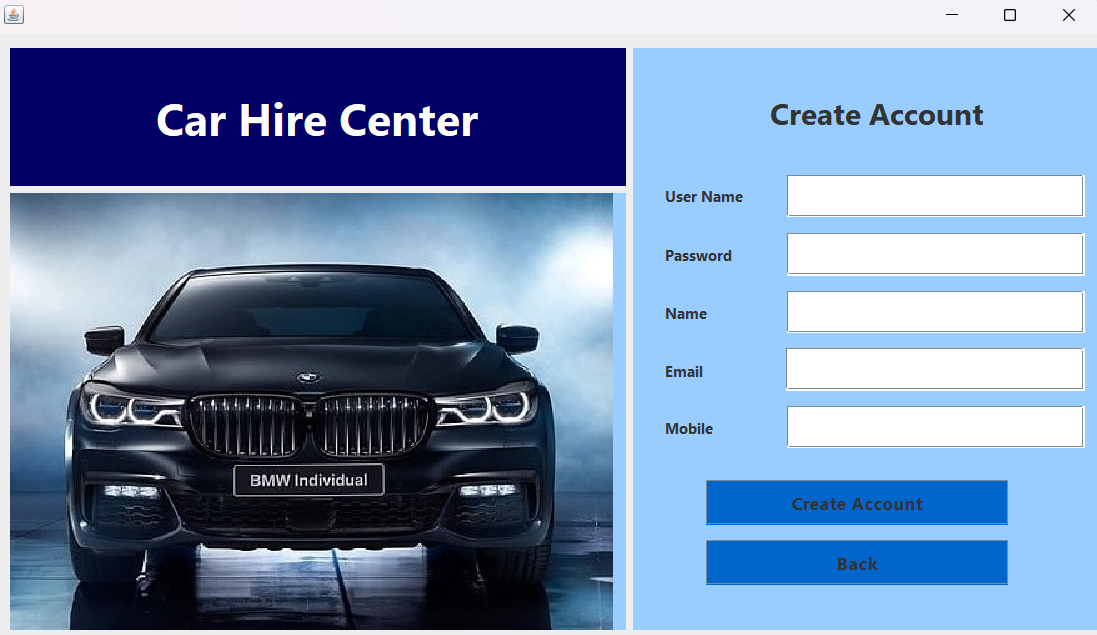 Car Hire Center
BMW Individual
Create Account
User Name
Password
Name
Email
Mobile
Create Account
Back